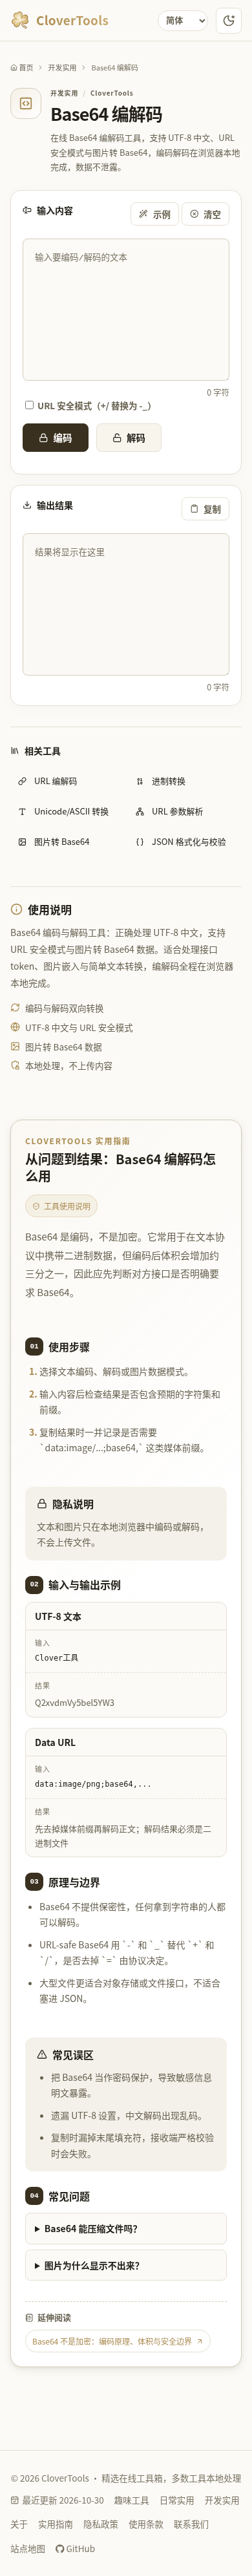 CloverTools
简体
首页 > 开发实用 > Base64 编解码
开发实用 / CloverTools
Base64 编解码
在线 Base64 编解码工具，支持 UTF-8 中文、URL
安全模式与图片转 Base64，编码解码在浏览器本地
完成，数据不泄露。
输入内容
示例
清空
输入要编码/解码的文本
0 字符
URL 安全模式（+/ 替换为 -_）
编码
解码
输出结果
复制
结果将显示在这里
0 字符
相关工具
URL 编解码
进制转换
Unicode/ASCII 转换
URL 参数解析
图片转 Base64
JSON 格式化与校验
使用说明
Base64 编码与解码工具：正确处理 UTF-8 中文，支持
URL 安全模式与图片转 Base64 数据。适合处理接口
token、图片嵌入与简单文本转换，编解码全程在浏览器
本地完成。
编码与解码双向转换
UTF-8 中文与 URL 安全模式
图片转 Base64 数据
本地处理，不上传内容
CLOVERTOOLS 实用指南
从问题到结果：Base64 编解码怎
么用
工具使用说明
Base64 是编码，不是加密。它常用于在文本协
议中携带二进制数据，但编码后体积会增加约
三分之一，因此应先判断对方接口是否明确要
求 Base64。
01 使用步骤
1. 选择文本编码、解码或图片数据模式。
2. 输入内容后检查结果是否包含预期的字符集和
前缀。
3. 复制结果时一并记录是否需要
`data:image/...;base64,` 这类媒体前缀。
隐私说明
文本和图片只在本地浏览器中编码或解码，
不会上传文件。
02 输入与输出示例
UTF-8 文本
输入
Clover工具
结果
Q2xvdmVy5bel5YW3
Data URL
输入
data:image/png;base64,...
结果
先去掉媒体前缀再解码正文；解码结果必须是二
进制文件
03 原理与边界
Base64 不提供保密性，任何拿到字符串的人都
可以解码。
URL-safe Base64 用 `-` 和 `_` 替代 `+` 和
`/`，是否去掉 `=` 由协议决定。
大型文件更适合对象存储或文件接口，不适合
塞进 JSON。
常见误区
把 Base64 当作密码保护，导致敏感信息
明文暴露。
遗漏 UTF-8 设置，中文解码出现乱码。
复制时漏掉末尾填充符，接收端严格校验
时会失败。
04 常见问题
Base64 能压缩文件吗？
图片为什么显示不出来？
延伸阅读
Base64 不是加密：编码原理、体积与安全边界
© 2026 CloverTools · 精选在线工具箱，多数工具本地处理
最近更新 2026-10-30 趣味工具 日常实用 开发实用
关于 实用指南 隐私政策 使用条款 联系我们
站点地图 GitHub